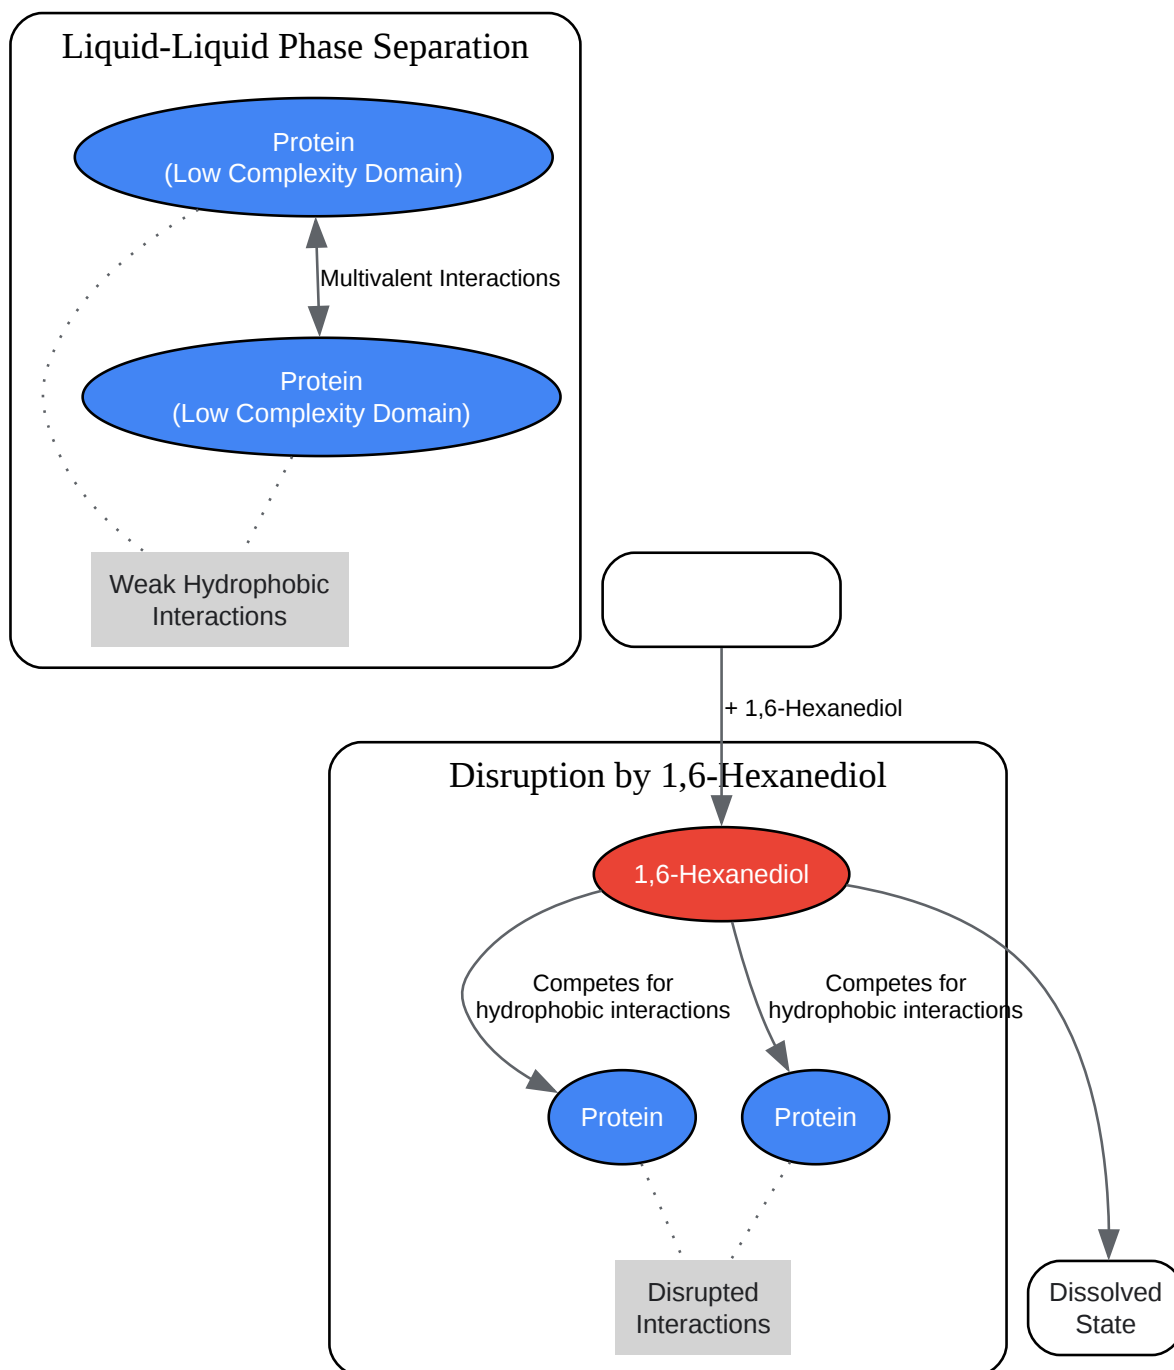 Liquid-Liquid Phase Separation
Protein
(Low Complexity Domain)
Multivalent Interactions
Protein
(Low Complexity Domain)
Weak Hydrophobic
Interactions
+ 1,6-Hexanediol
Disruption by 1,6-Hexanediol
1,6-Hexanediol
Competes for
hydrophobic interactions
Competes for
hydrophobic interactions
Protein
Protein
Disrupted
Interactions
Dissolved
State